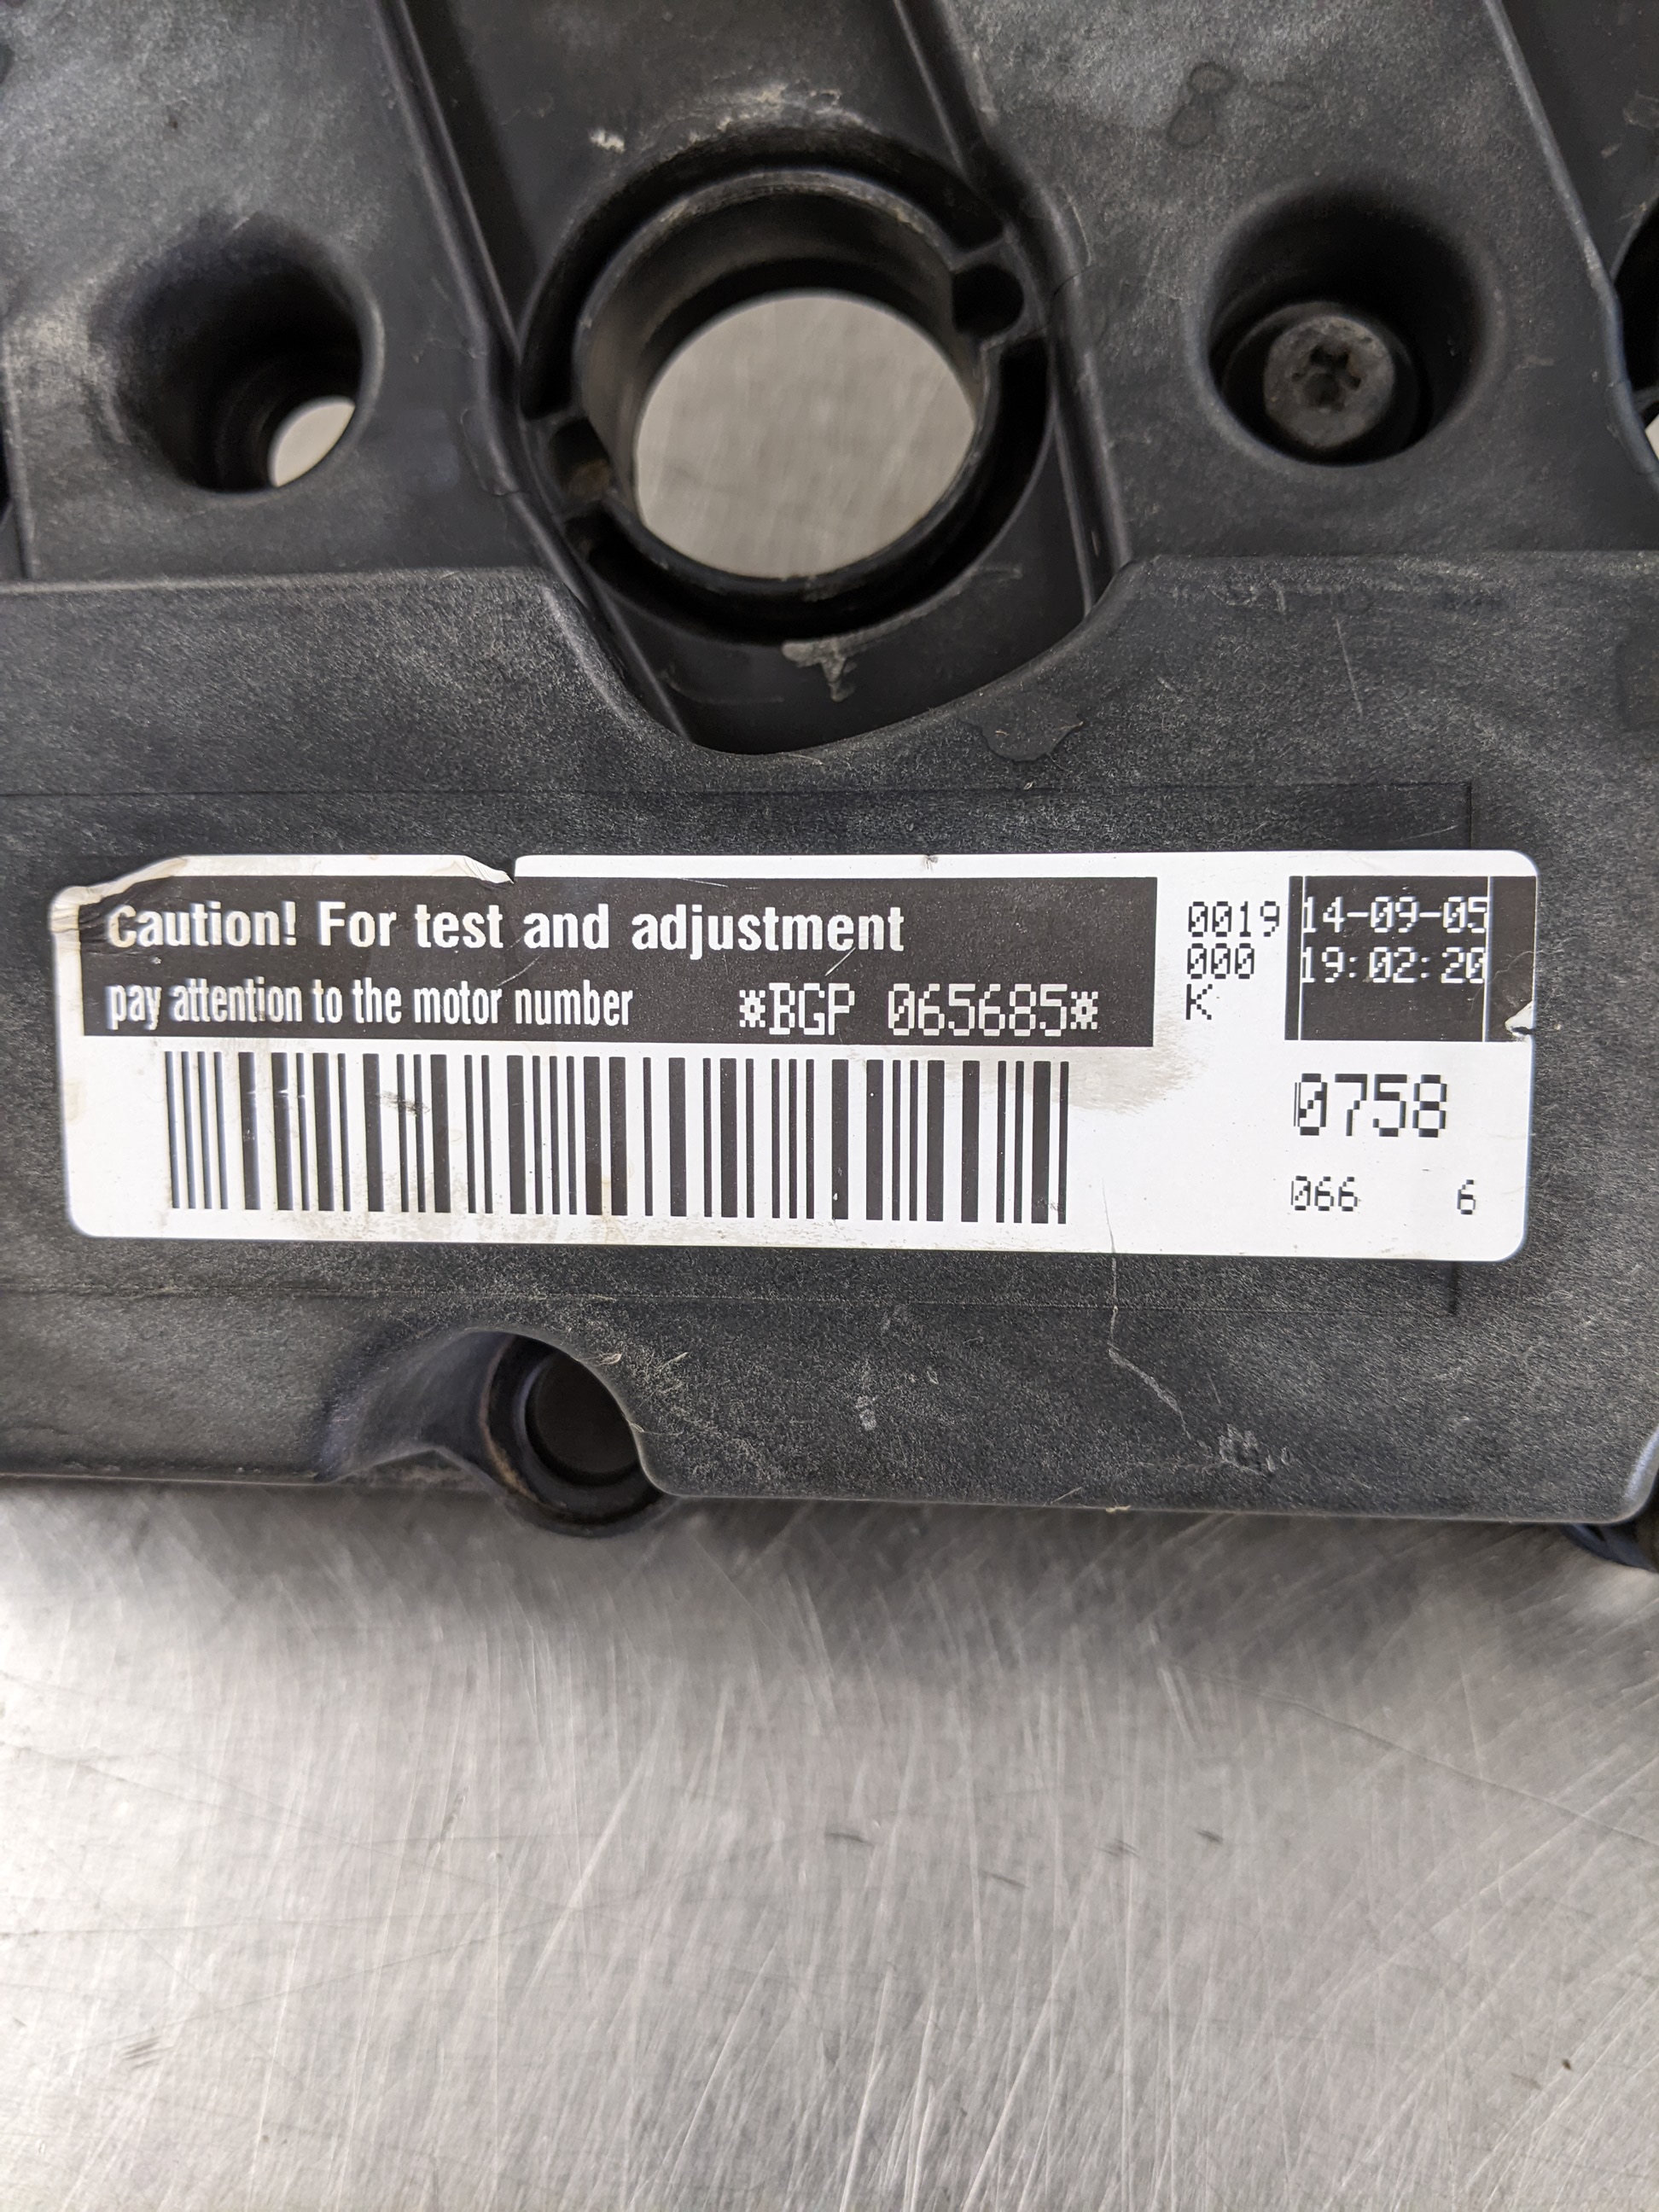 Caution! For test and adjustment
pay attention to the motor number *BGP 065685*
0019
000
K
14-09-05
19:02:20
0758
066 6